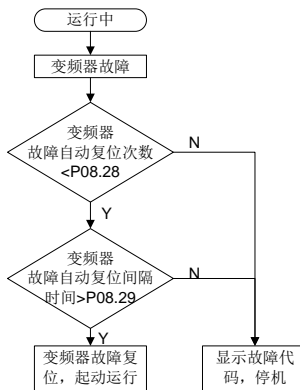 运行中
变频器故障
变频器
故障自动复位次数
<P08.28
N
Y
变频器
故障自动复位间隔
时间>P08.29
N
Y
变频器故障复
位，起动运行
显示故障代
码，停机